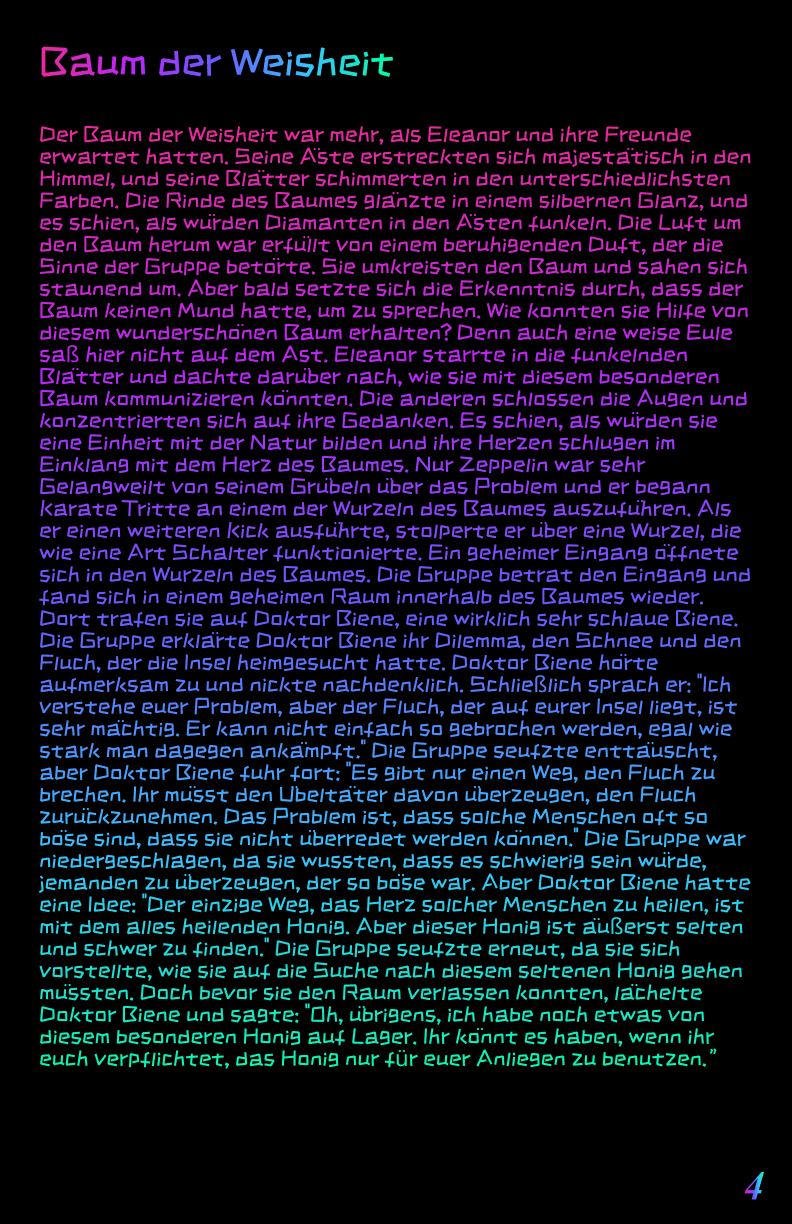 Baum der Weisheit
Der Baum der Weisheit war mehr, als Eleanor und ihre Freunde
erwartet hatten. Seine Äste erstreckten sich majestätisch in den
Himmel, und seine Blätter schimmerten in den unterschiedlichsten
Farben. Die Rinde des Baumes glänzte in einem silbernen Glanz, und
es schien, als würden Diamanten in den Ästen funkeln. Die Luft um
den Baum herum war erfüllt von einem beruhigenden Duft, der die
Sinne der Gruppe betörte. Sie umkreisten den Baum und sahen sich
staunend um. Aber bald setzte sich die Erkenntnis durch, dass der
Baum keinen Mund hatte, um zu sprechen. Wie konnten sie Hilfe von
diesem wunderschönen Baum erhalten? Denn auch eine weise Eule
saß hier nicht auf dem Ast. Eleanor starrte in die funkelnden
Blätter und dachte darüber nach, wie sie mit diesem besonderen
Baum kommunizieren könnten. Die anderen schlossen die Augen und
konzentrierten sich auf ihre Gedanken. Es schien, als würden sie
eine Einheit mit der Natur bilden und ihre Herzen schlugen im
Einklang mit dem Herz des Baumes. Nur Zeppelin war sehr
Gelangweilt von seinem Grübeln über das Problem und er begann
Karate Tritte an einem der Wurzeln des Baumes auszuführen. Als
er einen weiteren Kick ausführte, stolperte er über eine Wurzel, die
wie eine Art Schalter funktionierte. Ein geheimer Eingang öffnete
sich in den Wurzeln des Baumes. Die Gruppe betrat den Eingang und
fand sich in einem geheimen Raum innerhalb des Baumes wieder.
Dort trafen sie auf Doktor Biene, eine wirklich sehr schlaue Biene.
Die Gruppe erklärte Doktor Biene ihr Dilemma, den Schnee und den
Fluch, der die Insel heimgesucht hatte. Doktor Biene hörte
aufmerksam zu und nickte nachdenklich. Schließlich sprach er: "Ich
verstehe euer Problem, aber der Fluch, der auf eurer Insel liegt, ist
sehr mächtig. Er kann nicht einfach so gebrochen werden, egal wie
stark man dagegen ankämpft." Die Gruppe seufzte enttäuscht,
aber Doktor Biene fuhr fort: "Es gibt nur einen Weg, den Fluch zu
brechen. Ihr müsst den Übeltäter davon überzeugen, den Fluch
zurückzunehmen. Das Problem ist, dass solche Menschen oft so
böse sind, dass sie nicht überredet werden können." Die Gruppe war
niedergeschlagen, da sie wussten, dass es schwierig sein würde,
jemanden zu überzeugen, der so böse war. Aber Doktor Biene hatte
eine Idee: "Der einzige Weg, das Herz solcher Menschen zu heilen, ist
mit dem alles heilenden Honig. Aber dieser Honig ist äußerst selten
und schwer zu finden." Die Gruppe seufzte erneut, da sie sich
vorstellte, wie sie auf die Suche nach diesem seltenen Honig gehen
müssten. Doch bevor sie den Raum verlassen konnten, lächelte
Doktor Biene und sagte: "Oh, übrigens, ich habe noch etwas von
diesem besonderen Honig auf Lager. Ihr könnt es haben, wenn ihr
euch verpflichtet, das Honig nur für euer Anliegen zu benutzen.”
4